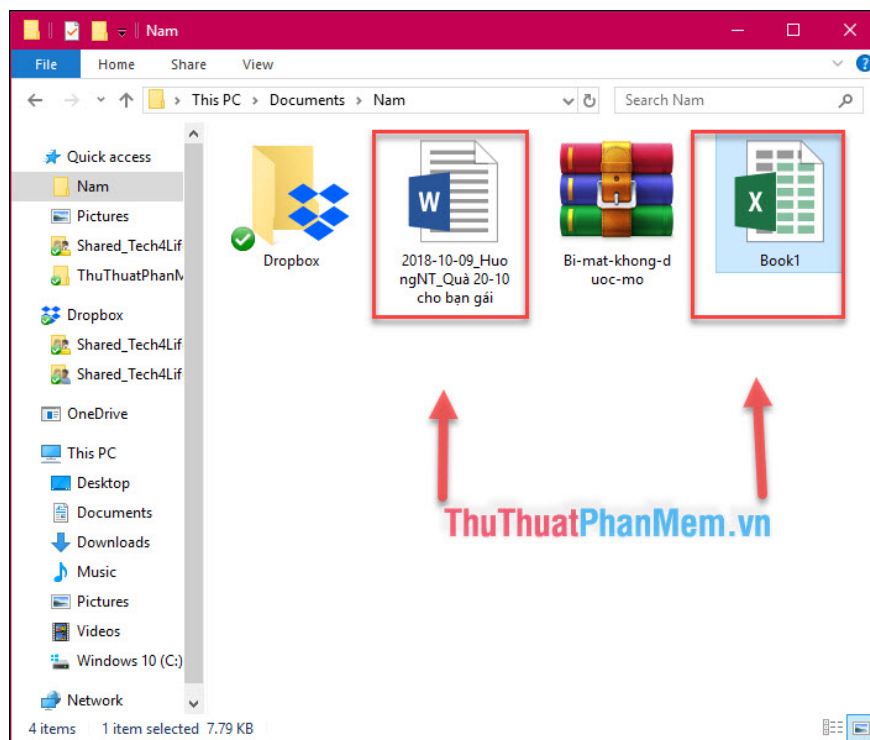 Nam
File Home Share View
This PC > Documents > Nam
Search Nam
Quick access
Nam
Pictures
Shared_Tech4Lif
ThuThuatPhanM
Dropbox
Shared_Tech4Lif
Shared_Tech4Lif
OneDrive
This PC
Desktop
Documents
Downloads
Music
Pictures
Videos
Windows 10 (C:)
Network
Dropbox
W
2018-10-09_Huo
ngNT_Quà 20-10
cho bạn gái
Bi-mat-khong-d
uoc-mo
X
Book1
ThuThuatPhanMem.vn
4 items 1 item selected 7.79 KB